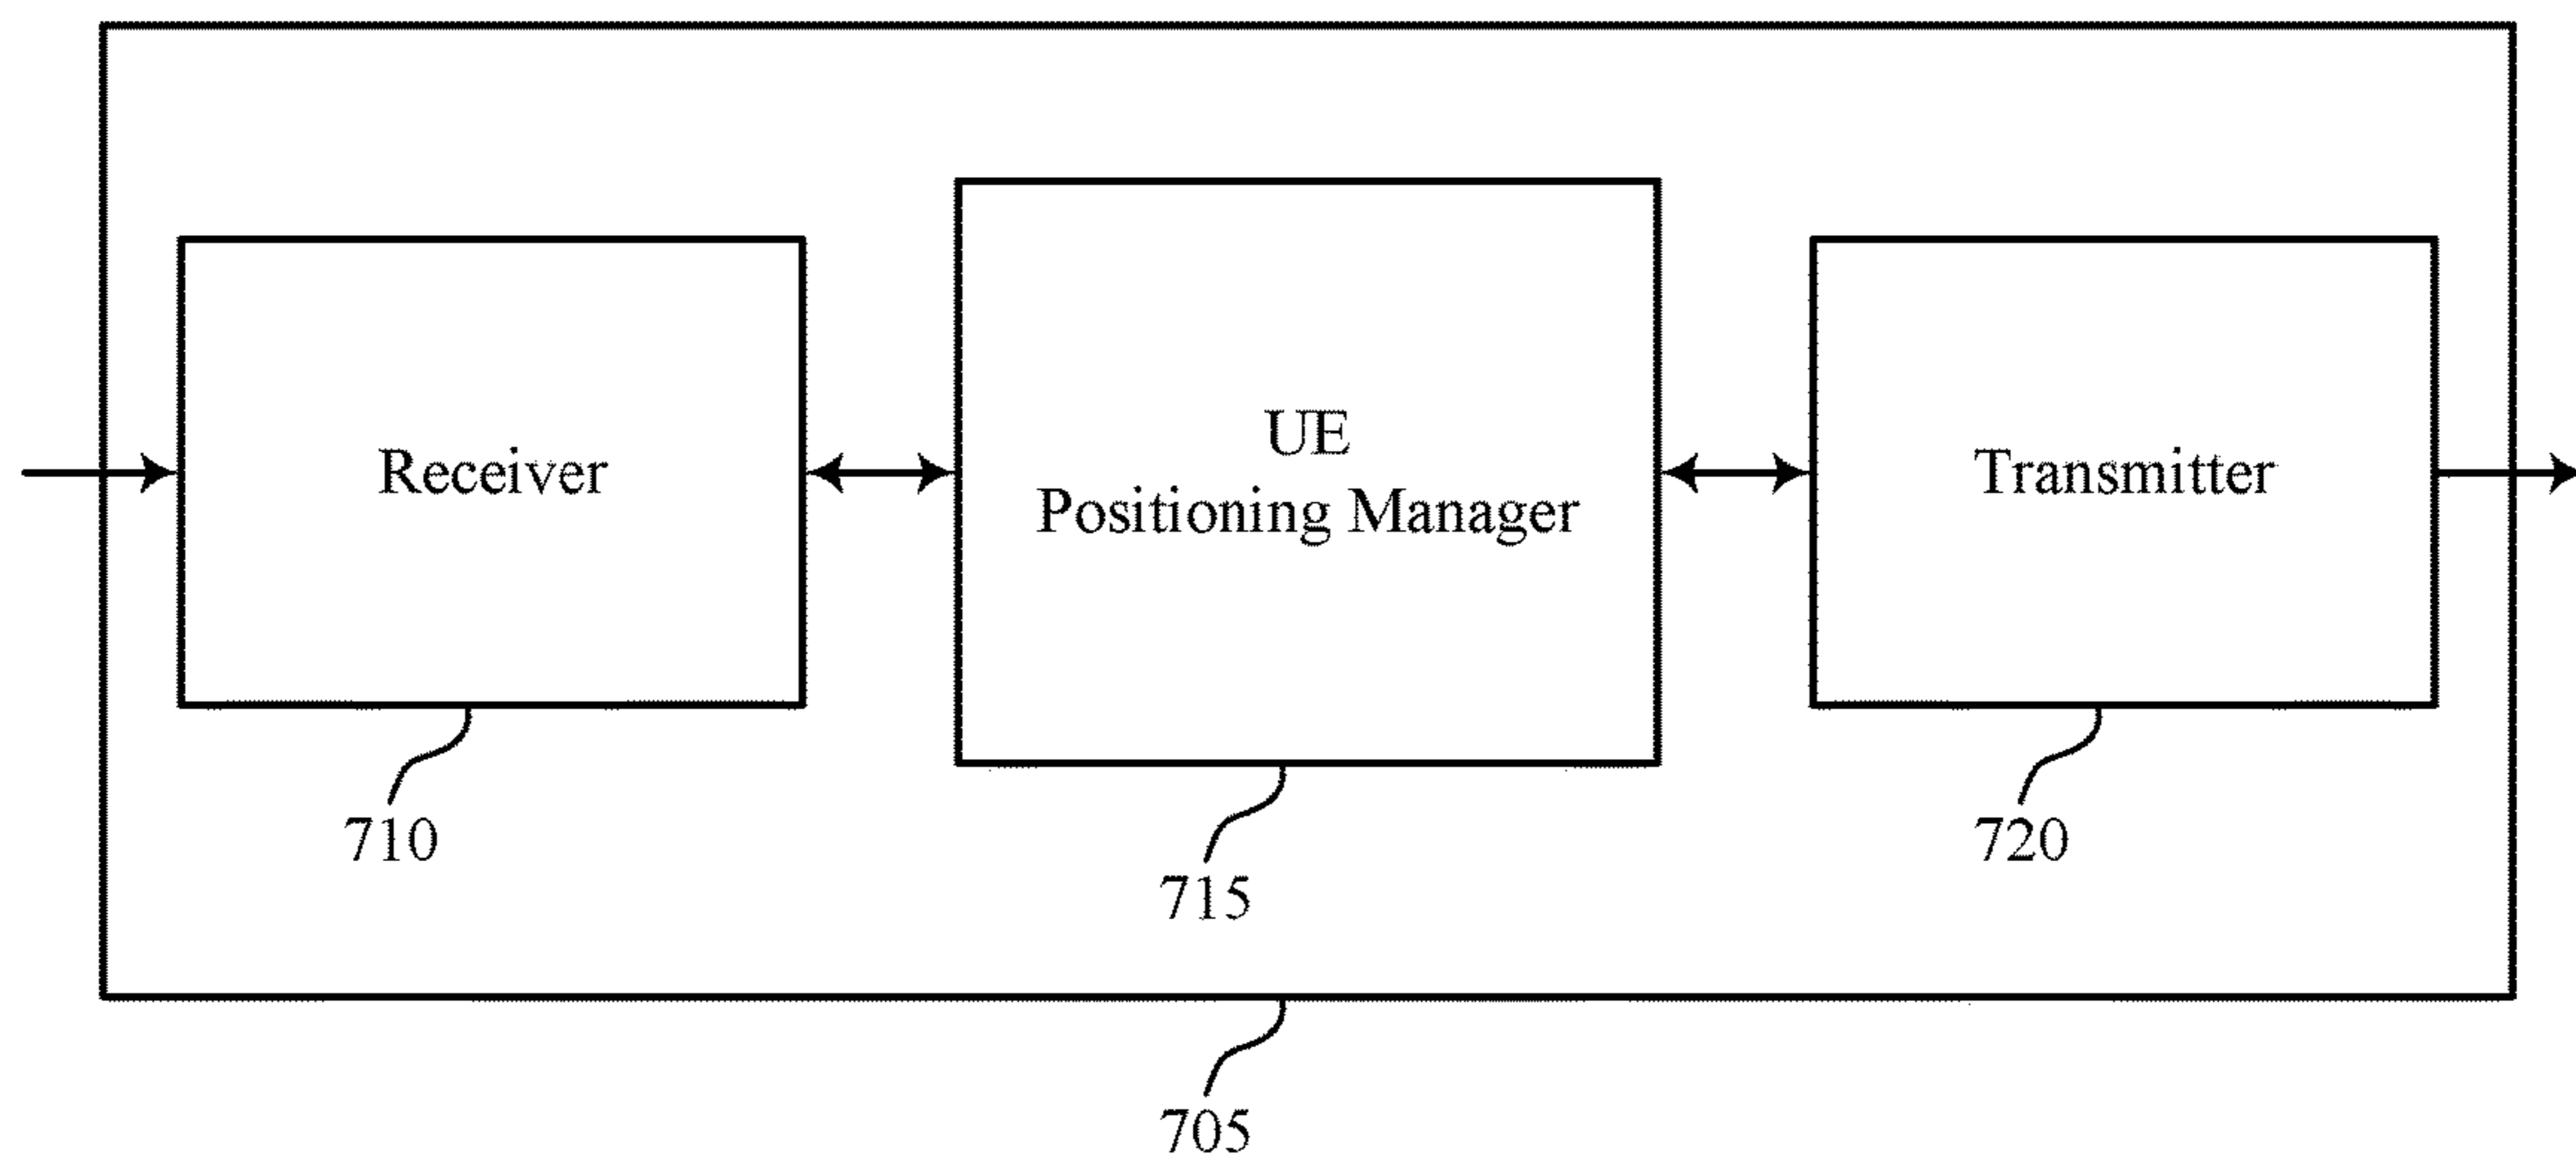 Receiver
UE
Positioning Manager
Transmitter
710
715
720
705